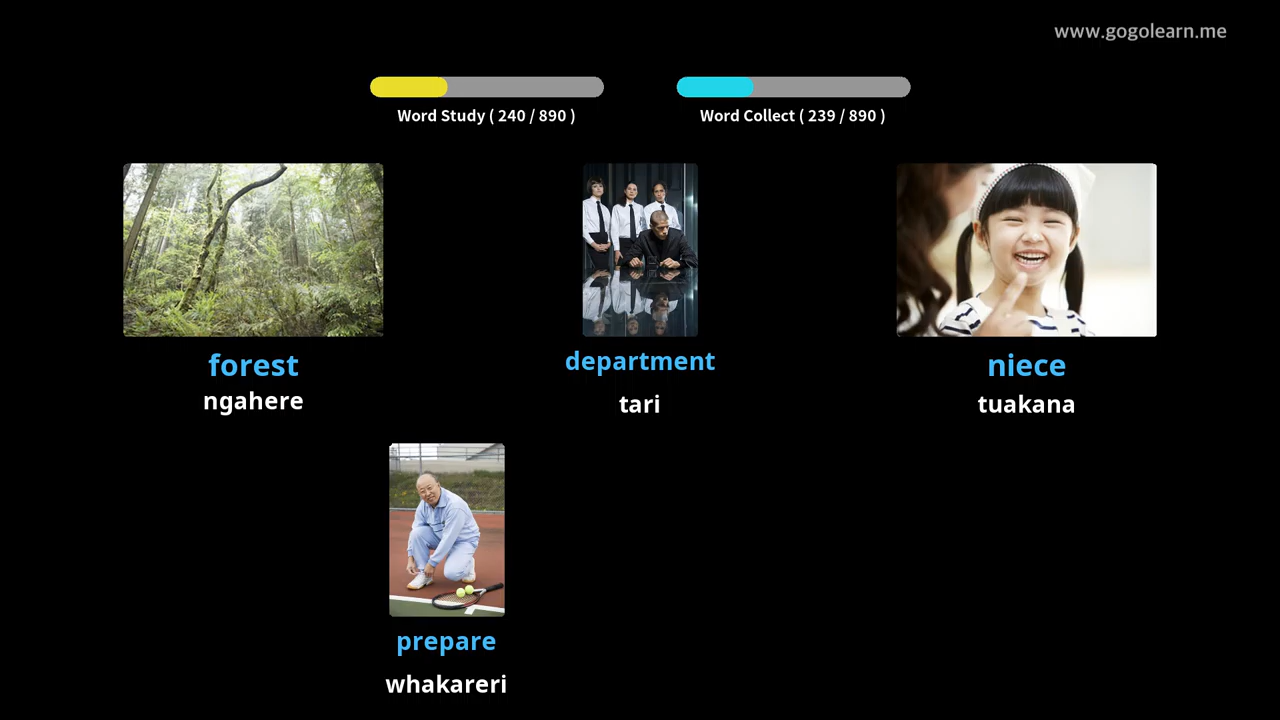 www.gogolearn.me
Word Study ( 240 / 890 )
Word Collect ( 239 / 890 )
forest
ngahere
department
tari
niece
tuakana
prepare
whakareri